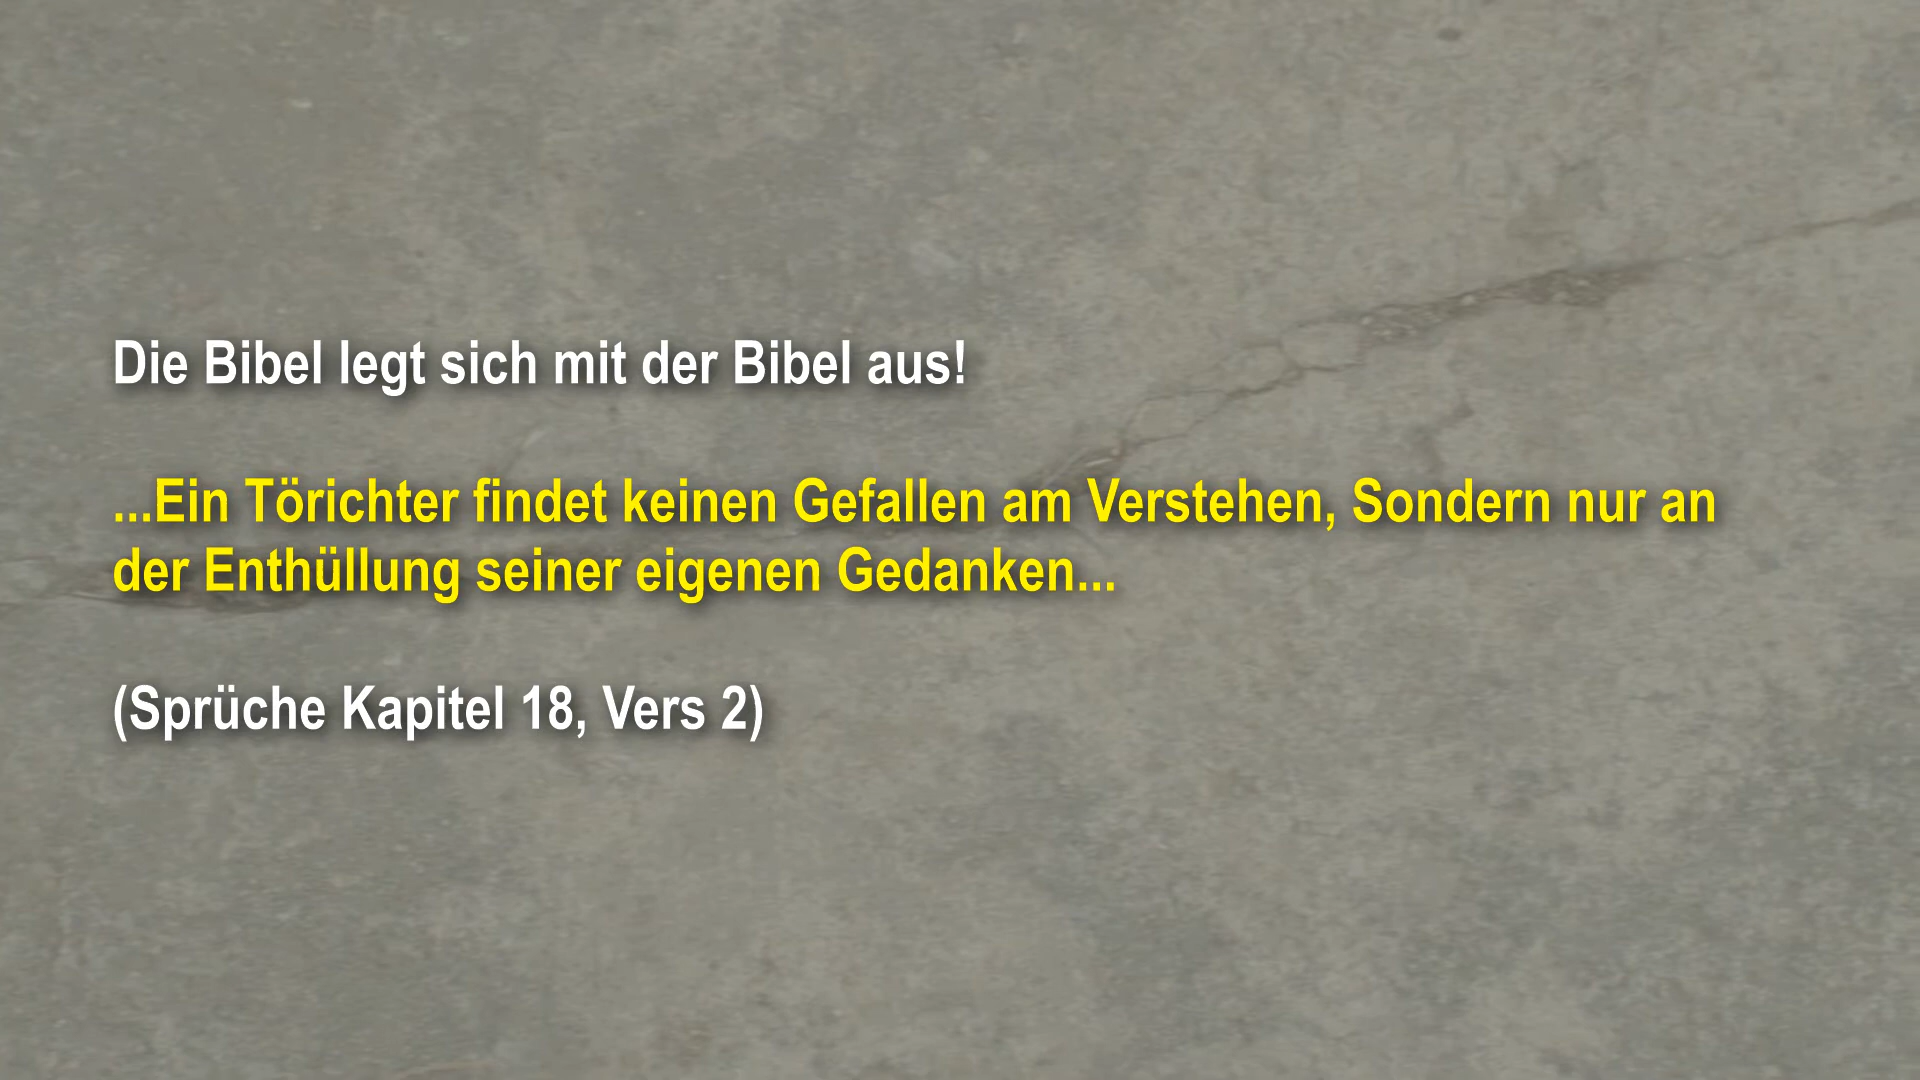 Die Bibel legt sich mit der Bibel aus!
...Ein Törichter findet keinen Gefallen am Verstehen, Sondern nur an
der Enthüllung seiner eigenen Gedanken...
(Sprüche Kapitel 18, Vers 2)